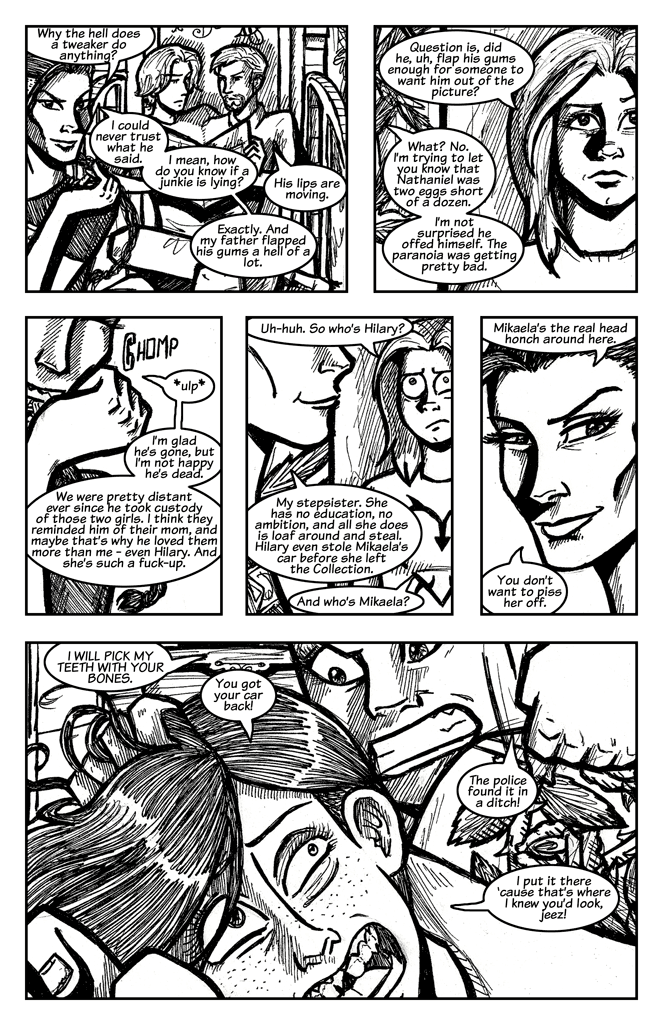 Why the hell does
a tweaker do
anything?
I could
never trust
what he
said.
I mean, how
do you know if a
junkie is lying?
His lips are
moving.
Exactly. And
my father flapped
his gums a hell of a
lot.
Question is, did
he, uh, flap his gums
enough for someone to
want him out of the
picture?
What? No.
I'm trying to let
you know that
Nathaniel was
two eggs short
of a dozen.
I'm not
surprised he
offed himself. The
paranoia was getting
pretty bad.
CHOMP
*ulp*
I'm glad
he's gone, but
I'm not happy
he's dead.
We were pretty distant
ever since he took custody
of those two girls. I think they
reminded him of their mom, and
maybe that's why he loved them
more than me - even Hilary. And
she's such a fuck-up.
Uh-huh. So who's Hilary?
My stepsister. She
has no education, no
ambition, and all she does
is loaf around and steal.
Hilary even stole Mikaela's
car before she left
the Collection.
And who's Mikaela?
Mikaela's the real head
honch around here.
You don't
want to piss
her off.
I WILL PICK MY
TEETH WITH YOUR
BONES.
You got
your car
back!
The police
found it in
a ditch!
I put it there
'cause that's where
I knew you'd look,
jeez!